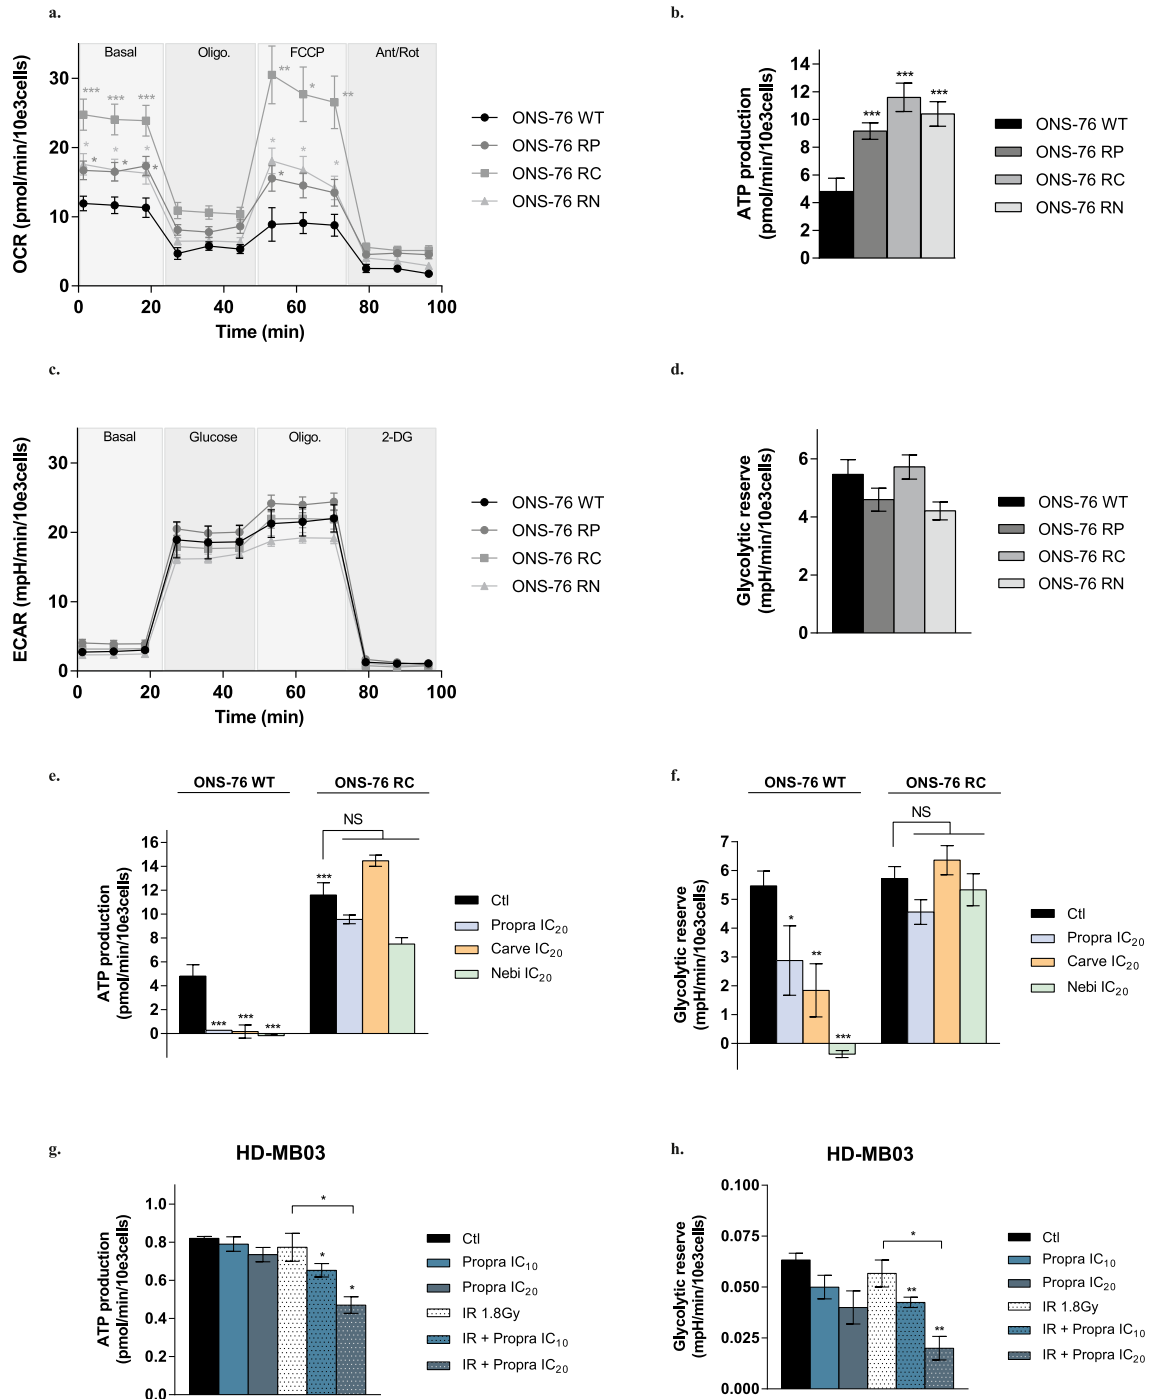 a.
Basal
Oligo.
FCCP
Ant/Rot
OCR (pmol/min/10e3cells)
30
20
10
0
0
20
40
60
80
100
Time (min)
***
***
***
*
*
*
*
*
*
**
*
**
*
*
*
*
ONS-76 WT
ONS-76 RP
ONS-76 RC
ONS-76 RN
b.
ATP production
(pmol/min/10e3cells)
14
12
10
8
6
4
2
0
***
***
***
ONS-76 WT
ONS-76 RP
ONS-76 RC
ONS-76 RN
c.
Basal
Glucose
Oligo.
2-DG
ECAR (mpH/min/10e3cells)
30
20
10
0
0
20
40
60
80
100
Time (min)
ONS-76 WT
ONS-76 RP
ONS-76 RC
ONS-76 RN
d.
Glycolytic reserve
(mpH/min/10e3cells)
6
4
2
0
ONS-76 WT
ONS-76 RP
ONS-76 RC
ONS-76 RN
e.
ONS-76 WT
ONS-76 RC
NS
ATP production
(pmol/min/10e3cells)
16
14
12
10
8
6
4
2
0
***
***
***
***
Ctl
Propra IC20
Carve IC20
Nebi IC20
f.
ONS-76 WT
ONS-76 RC
NS
Glycolytic reserve
(mpH/min/10e3cells)
7
6
5
4
3
2
1
0
*
**
***
Ctl
Propra IC20
Carve IC20
Nebi IC20
g.
HD-MB03
ATP production
(pmol/min/10e3cells)
1.0
0.8
0.6
0.4
0.2
0.0
*
*
*
Ctl
Propra IC10
Propra IC20
IR 1.8Gy
IR + Propra IC10
IR + Propra IC20
h.
HD-MB03
Glycolytic reserve
(mpH/min/10e3cells)
0.100
0.075
0.050
0.025
0.000
*
**
**
Ctl
Propra IC10
Propra IC20
IR 1.8Gy
IR + Propra IC10
IR + Propra IC20